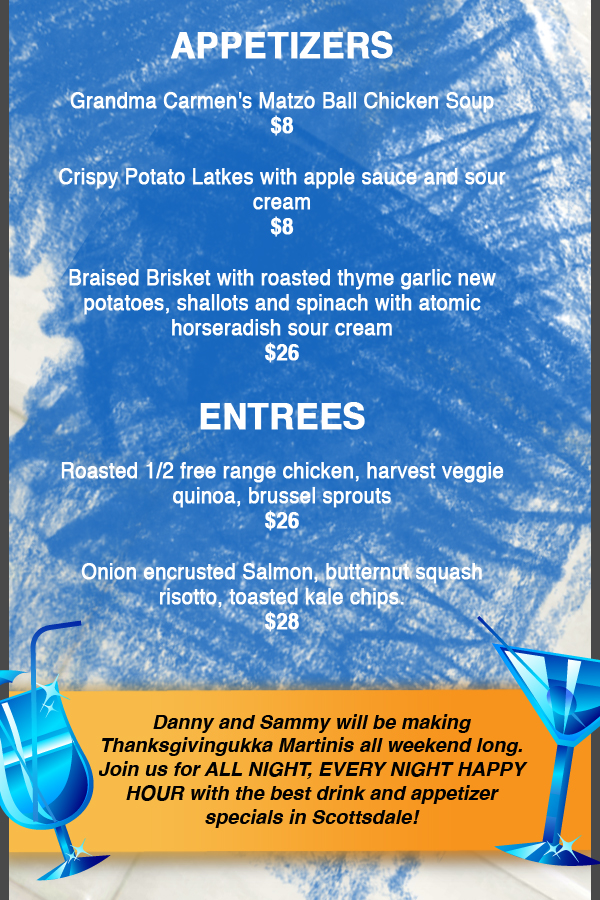 APPETIZERS
Grandma Carmen's Matzo Ball Chicken Soup
$8
Crispy Potato Latkes with apple sauce and sour
cream
$8
Braised Brisket with roasted thyme garlic new
potatoes, shallots and spinach with atomic
horseradish sour cream
$26
ENTREES
Roasted 1/2 free range chicken, harvest veggie
quinoa, brussel sprouts
$26
Onion encrusted Salmon, butternut squash
risotto, toasted kale chips.
$28
Danny and Sammy will be making
Thanksgivingukka Martinis all weekend long.
Join us for ALL NIGHT, EVERY NIGHT HAPPY
HOUR with the best drink and appetizer
specials in Scottsdale!